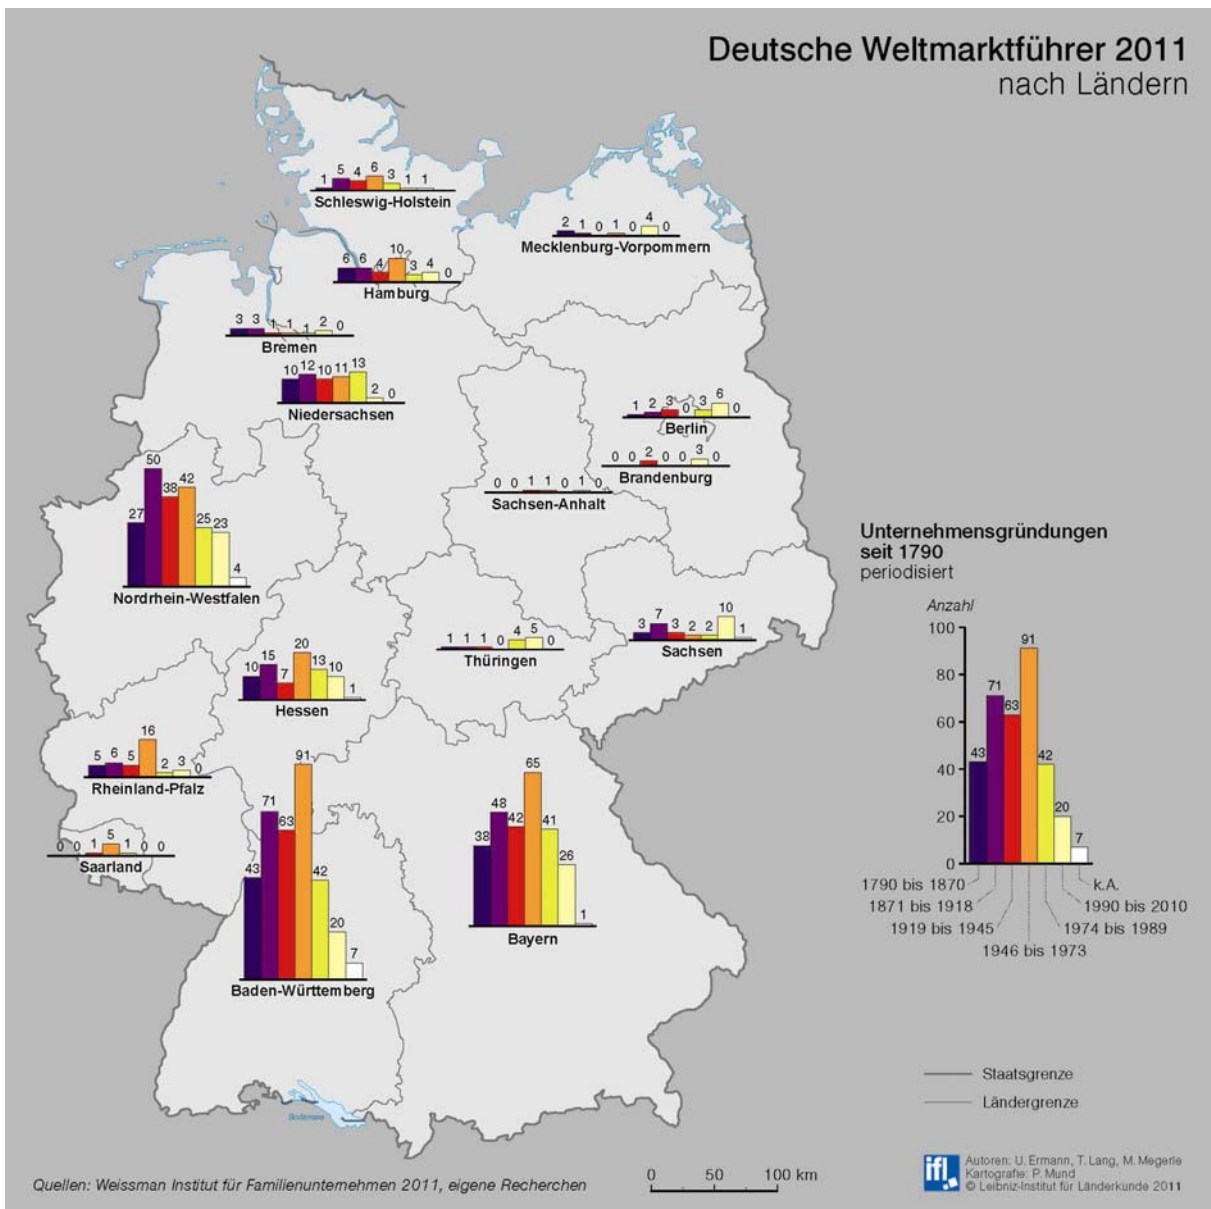 Deutsche Weltmarktführer 2011
nach Ländern
1 5 4 6 3 1 1
Schleswig-Holstein
2 1 0 1 0 4 0
Mecklenburg-Vorpommern
6 6 4 10 3 4 0
Hamburg
3 3 1 1 1 2 0
Bremen
10 12 10 11 13 2 0
Niedersachsen
1 2 3 0 3 6 0
Berlin
0 0 2 0 0 3 0
Brandenburg
0 0 1 1 0 1 0
Sachsen-Anhalt
27 50 38 42 25 23 4
Nordrhein-Westfalen
3 7 3 2 2 10 1
Sachsen
1 1 1 0 4 5 0
Thüringen
10 15 7 20 13 10 1
Hessen
5 6 5 16 2 3 0
Rheinland-Pfalz
0 0 1 5 1 0 0
Saarland
43 71 63 91 42 20 7
Baden-Württemberg
38 48 42 65 41 26 1
Bayern
Bodensee
Unternehmensgründungen
seit 1790
periodisiert
Anzahl
100
80
60
40
20
0
43 71 63 91 42 20 7
1790 bis 1870
k.A.
1871 bis 1918
1990 bis 2010
1919 bis 1945
1974 bis 1989
1946 bis 1973
Staatsgrenze
Ländergrenze
0 50 100 km
Quellen: Weissman Institut für Familienunternehmen 2011, eigene Recherchen
ifl
Autoren: U. Ermann, T. Lang, M. Megerle
Kartografie: P. Mund
© Leibniz-Institut für Länderkunde 2011